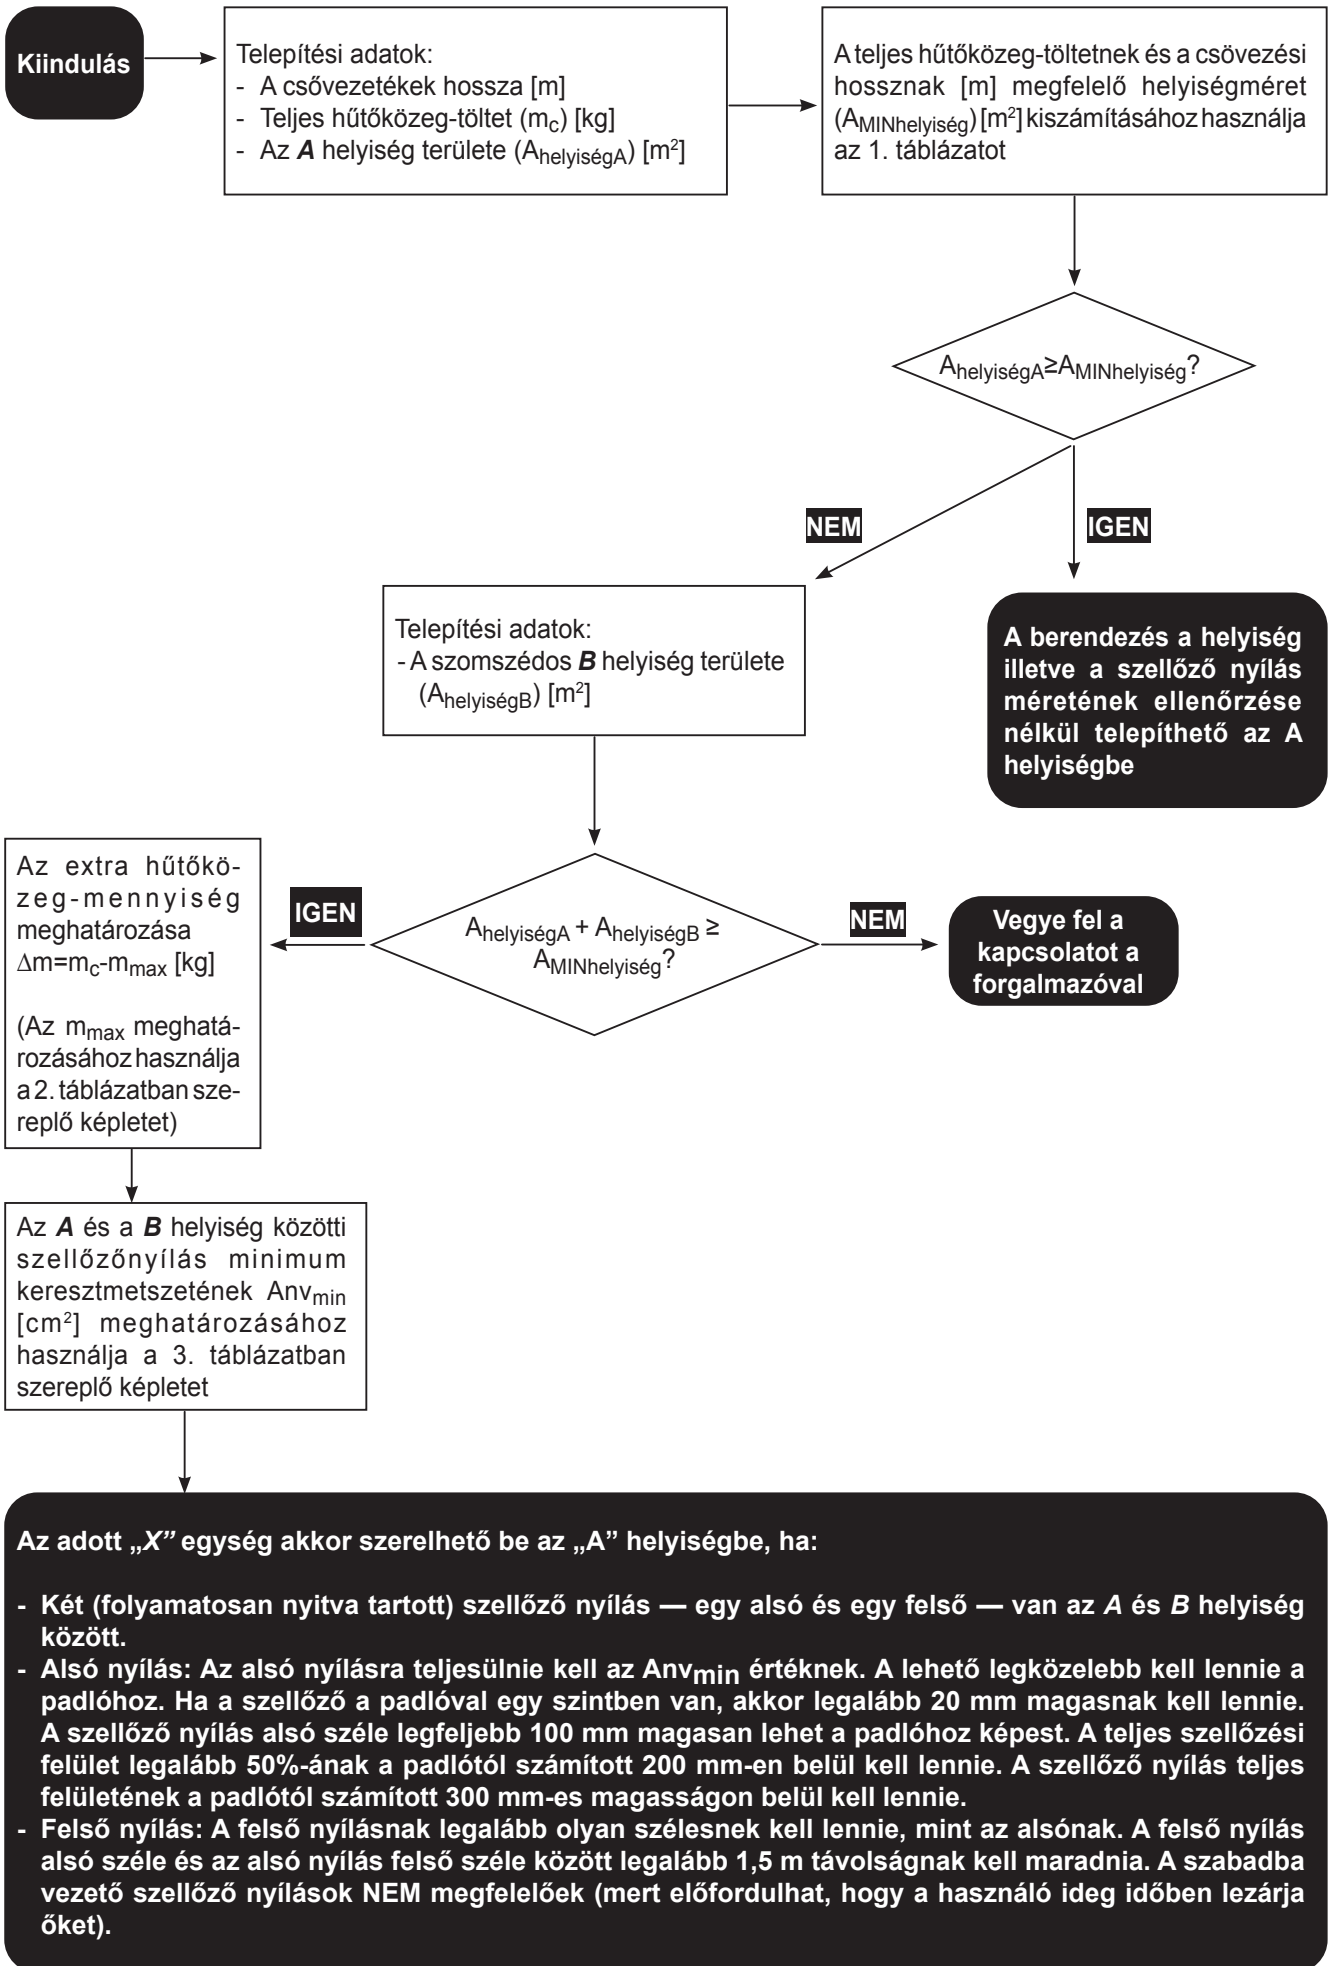 Kiindulás
Telepítési adatok:
- A csővezetékek hossza [m]
- Teljes hűtőközeg-töltet (mc) [kg]
- Az A helyiség területe (AhelyiségA) [m²]
A teljes hűtőközeg-töltetnek és a csövezési
hossznak [m] megfelelő helyiségméret
(AMINhelyiség) [m²] kiszámításához használja
az 1. táblázatot
AhelyiségA≥AMINhelyiség?
NEM
IGEN
Telepítési adatok:
- A szomszédos B helyiség területe
(AhelyiségB) [m²]
A berendezés a helyiség
illetve a szellőző nyílás
méretének ellenőrzése
nélkül telepíthető az A
helyiségbe
Az extra hűtőkö-
zeg-mennyiség
meghatározása
Δm=mc-mmax [kg]
(Az mmax meghatá-
rozásához használja
a 2. táblázatban sze-
replő képletet)
IGEN
AhelyiségA + AhelyiségB ≥
AMINhelyiség?
NEM
Vegye fel a
kapcsolatot a
forgalmazóval
Az A és a B helyiség közötti
szellőzőnyílás minimum
keresztmetszetének Anvmin
[cm²] meghatározásához
használja a 3. táblázatban
szereplő képletet
Az adott „X” egység akkor szerelhető be az „A” helyiségbe, ha:
- Két (folyamatosan nyitva tartott) szellőző nyílás — egy alsó és egy felső — van az A és B helyiség
között.
- Alsó nyílás: Az alsó nyílásra teljesülnie kell az Anvmin értéknek. A lehető legközelebb kell lennie a
padlóhoz. Ha a szellőző a padlóval egy szintben van, akkor legalább 20 mm magasnak kell lennie.
A szellőző nyílás alsó széle legfeljebb 100 mm magasan lehet a padlóhoz képest. A teljes szellőzési
felület legalább 50%-ának a padlótól számított 200 mm-en belül kell lennie. A szellőző nyílás teljes
felületének a padlótól számított 300 mm-es magasságon belül kell lennie.
- Felső nyílás: A felső nyílásnak legalább olyan szélesnek kell lennie, mint az alsónak. A felső nyílás
alsó széle és az alsó nyílás felső széle között legalább 1,5 m távolságnak kell maradnia. A szabadba
vezető szellőző nyílások NEM megfelelőek (mert előfordulhat, hogy a használó ideg időben lezárja
őket).